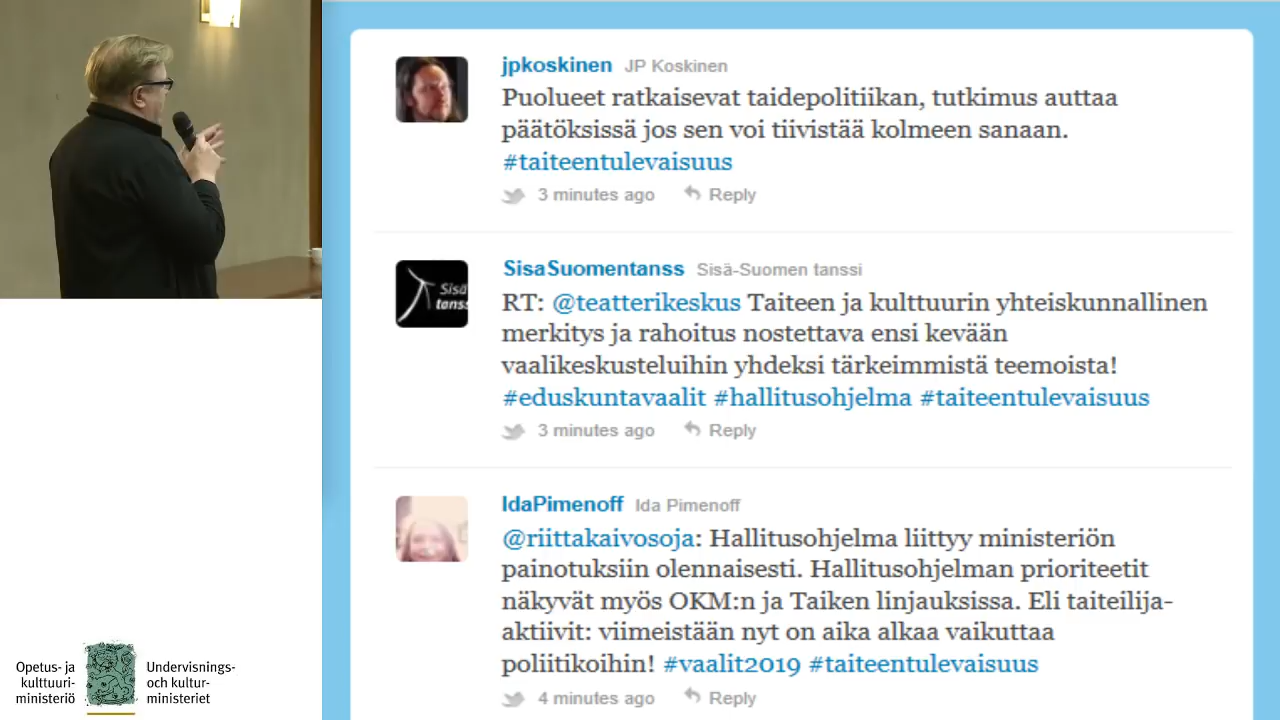 jpkoskinen JP Koskinen
Puolueet ratkaisevat taidepolitiikan, tutkimus auttaa
päätöksissä jos sen voi tiivistää kolmeen sanaan.
#taiteentulevaisuus
3 minutes ago Reply
SisaSuomentanss Sisä-Suomen tanssi
Sisä
tanss
RT: @teatterikeskus Taiteen ja kulttuurin yhteiskunnallinen
merkitys ja rahoitus nostettava ensi kevään
vaalikeskusteluihin yhdeksi tärkeimmistä teemoista!
#eduskuntavaalit #hallitusohjelma #taiteentulevaisuus
3 minutes ago Reply
IdaPimenoff Ida Pimenoff
@riittakaivosoja: Hallitusohjelma liittyy ministeriön
painotuksiin olennaisesti. Hallitusohjelman prioriteetit
näkyvät myös OKM:n ja Taiken linjauksissa. Eli taiteilija-
aktiivit: viimeistään nyt on aika alkaa vaikuttaa
poliitikoihin! #vaalit2019 #taiteentulevaisuus
4 minutes ago Reply
Opetus- ja
kulttuuri-
ministeriö
Undervisnings-
och kultur-
ministeriet